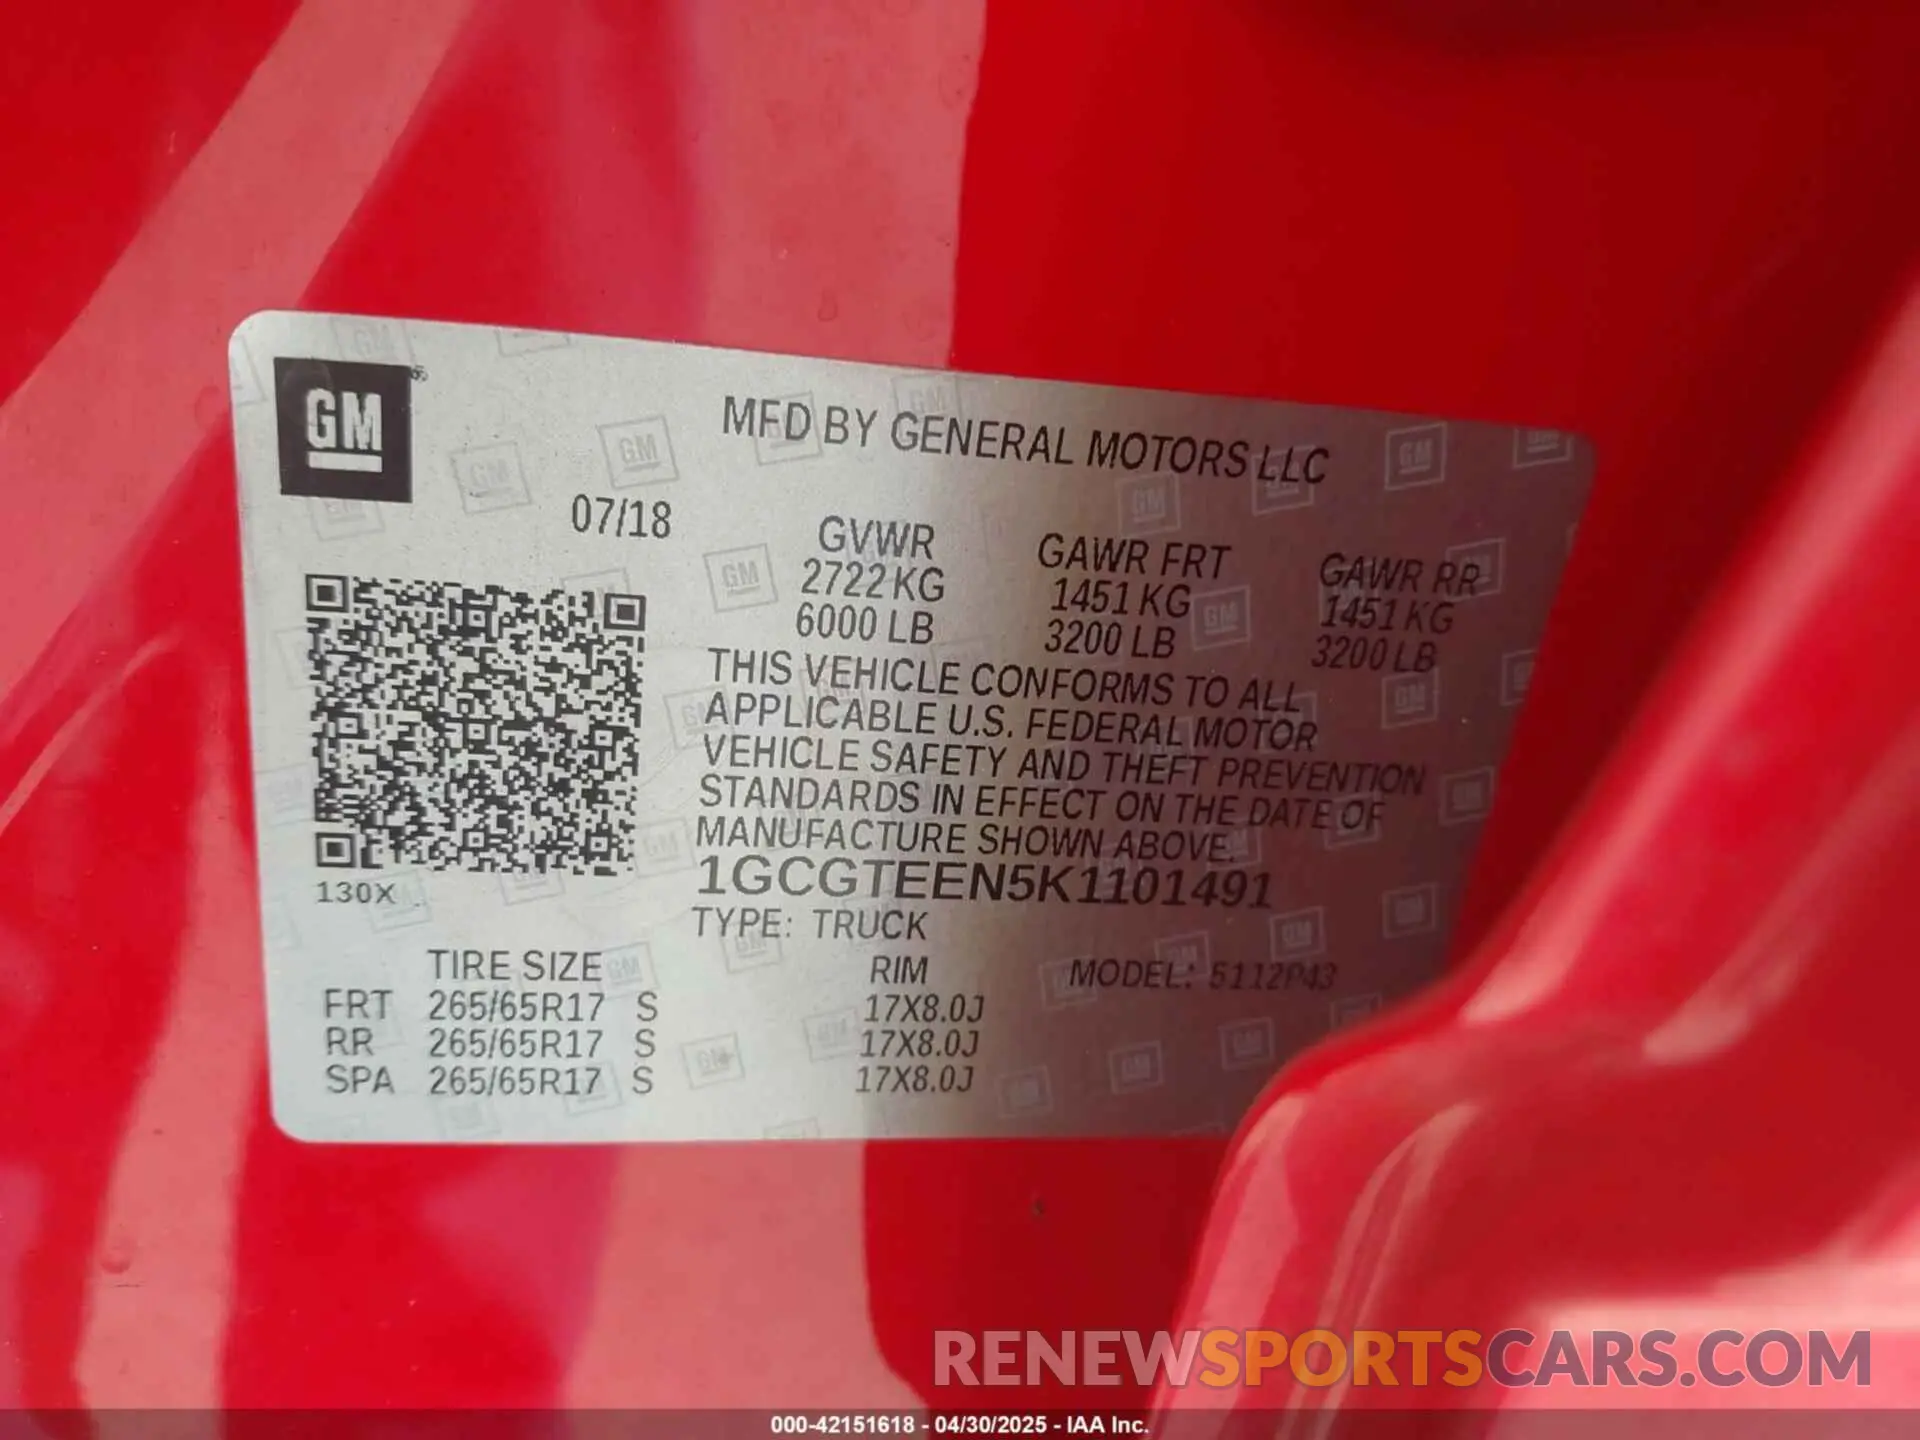 GM®
MFD BY GENERAL MOTORS LLC
07/18
GVWR GAWR FRT GAWR RR
2722 KG 1451 KG 1451 KG
6000 LB 3200 LB 3200 LB
THIS VEHICLE CONFORMS TO ALL
APPLICABLE U.S. FEDERAL MOTOR
VEHICLE SAFETY AND THEFT PREVENTION
STANDARDS IN EFFECT ON THE DATE OF
MANUFACTURE SHOWN ABOVE.
1GCGTEEN5K1101491
130X
TYPE: TRUCK
TIRE SIZE RIM MODEL: 5112P43
FRT 265/65R17 S 17X8.0J
RR 265/65R17 S 17X8.0J
SPA 265/65R17 S 17X8.0J
RENEWSPORTSCARS.COM
000-42151618 - 04/30/2025 - IAA Inc.